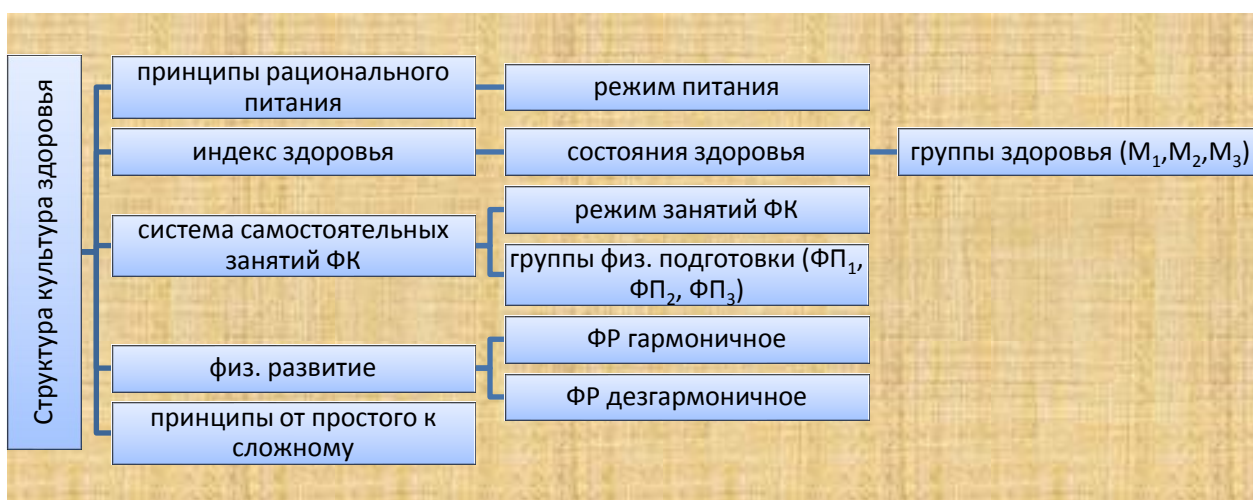 Структура культура здоровья
принципы рационального
питания
режим питания
индекс здоровья
состояния здоровья
группы здоровья (М₁,М₂,М₃)
система самостоятельных
занятий ФК
режим занятий ФК
группы физ. подготовки (ФП₁,
ФП₂, ФП₃)
физ. развитие
ФР гармоничное
ФР дезгармоничное
принципы от простого к
сложному